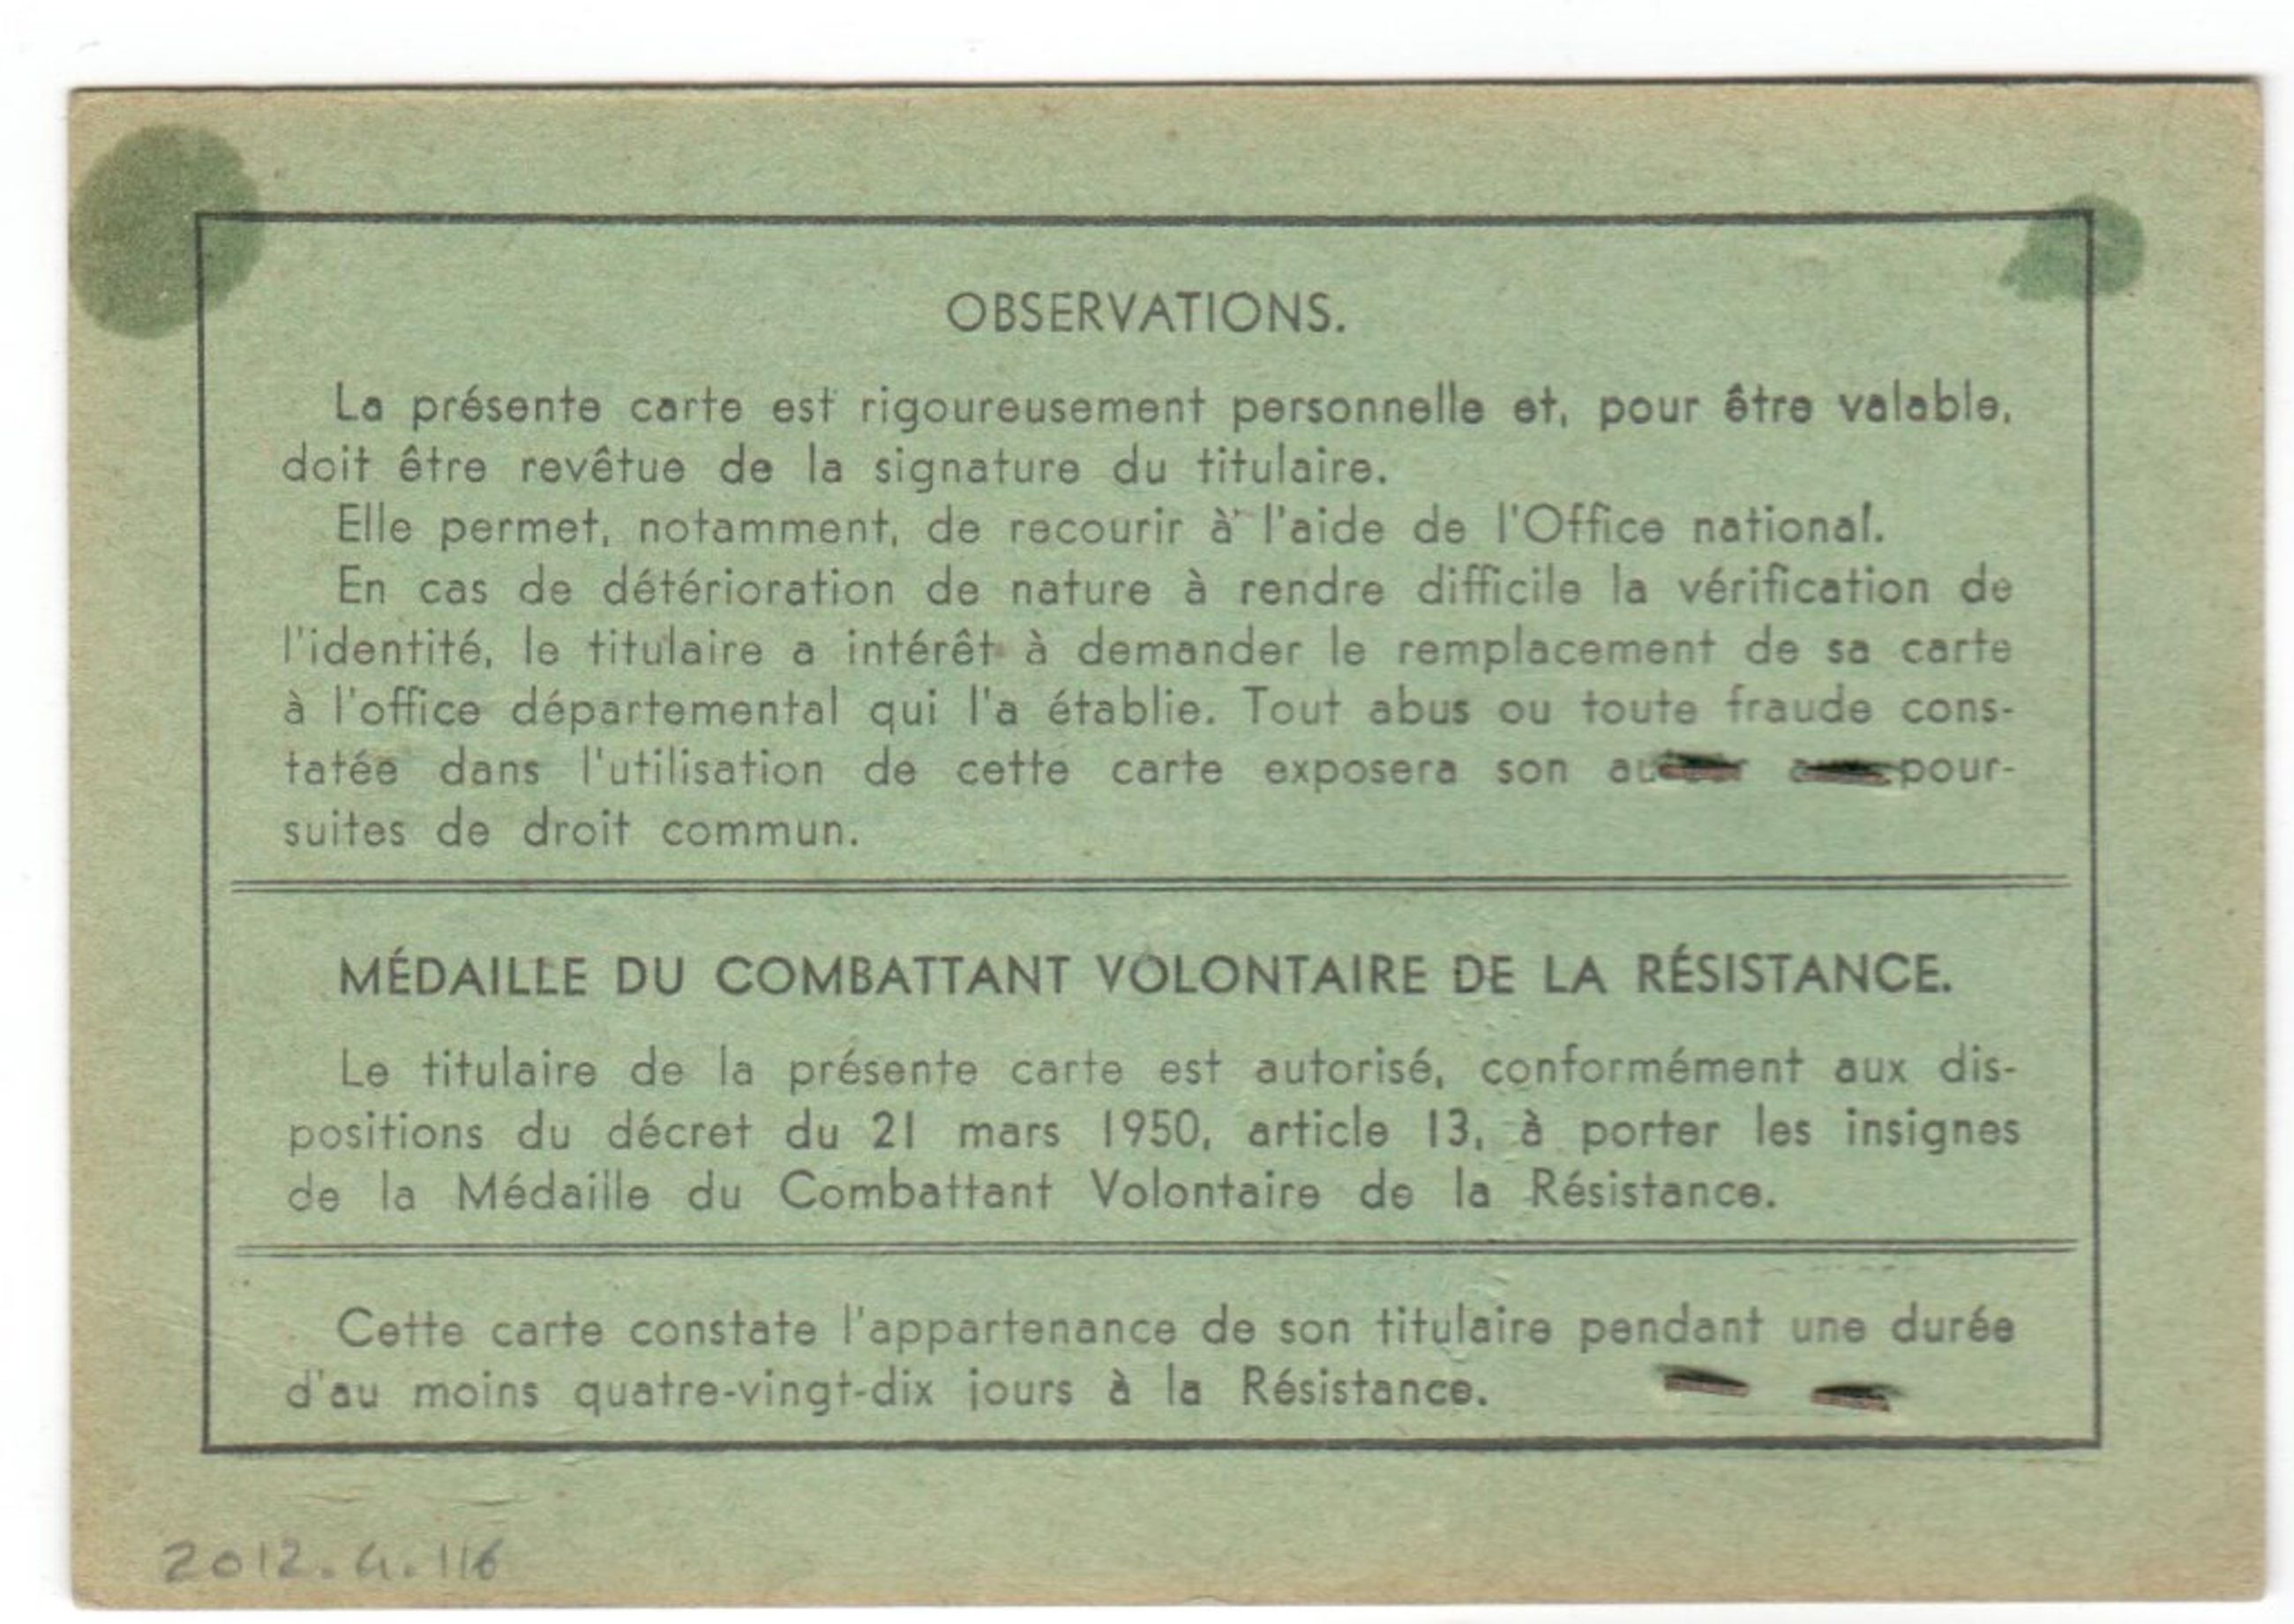 OBSERVATIONS.
La présente carte est rigoureusement personnelle et, pour être valable,
doit être revêtue de la signature du titulaire.
Elle permet, notamment, de recourir à l'aide de l'Office national.
En cas de détérioration de nature à rendre difficile la vérification de
l'identité, le titulaire a intérêt à demander le remplacement de sa carte
à l'office départemental qui l'a établie. Tout abus ou toute fraude cons-
tatée dans l'utilisation de cette carte exposera son pour-
suites de droit commun.
MÉDAILLE DU COMBATTANT VOLONTAIRE DE LA RÉSISTANCE.
Le titulaire de la présente carte est autorisé, conformément aux dis-
positions du décret du 21 mars 1950, article 13, à porter les insignes
de la Médaille du Combattant Volontaire de la Résistance.
Cette carte constate l'appartenance de son titulaire pendant une durée
d'au moins quatre-vingt-dix jours à la Résistance.
2012.4.116